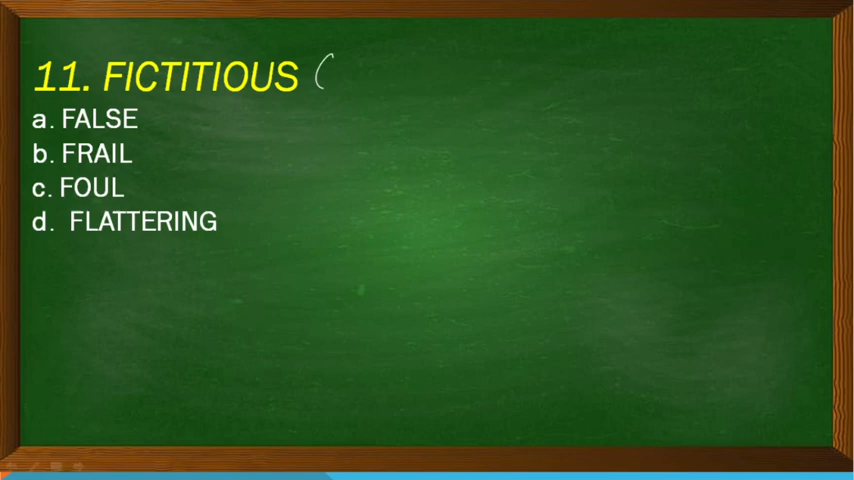 11. FICTITIOUS (
a. FALSE
b. FRAIL
c. FOUL
d. FLATTERING